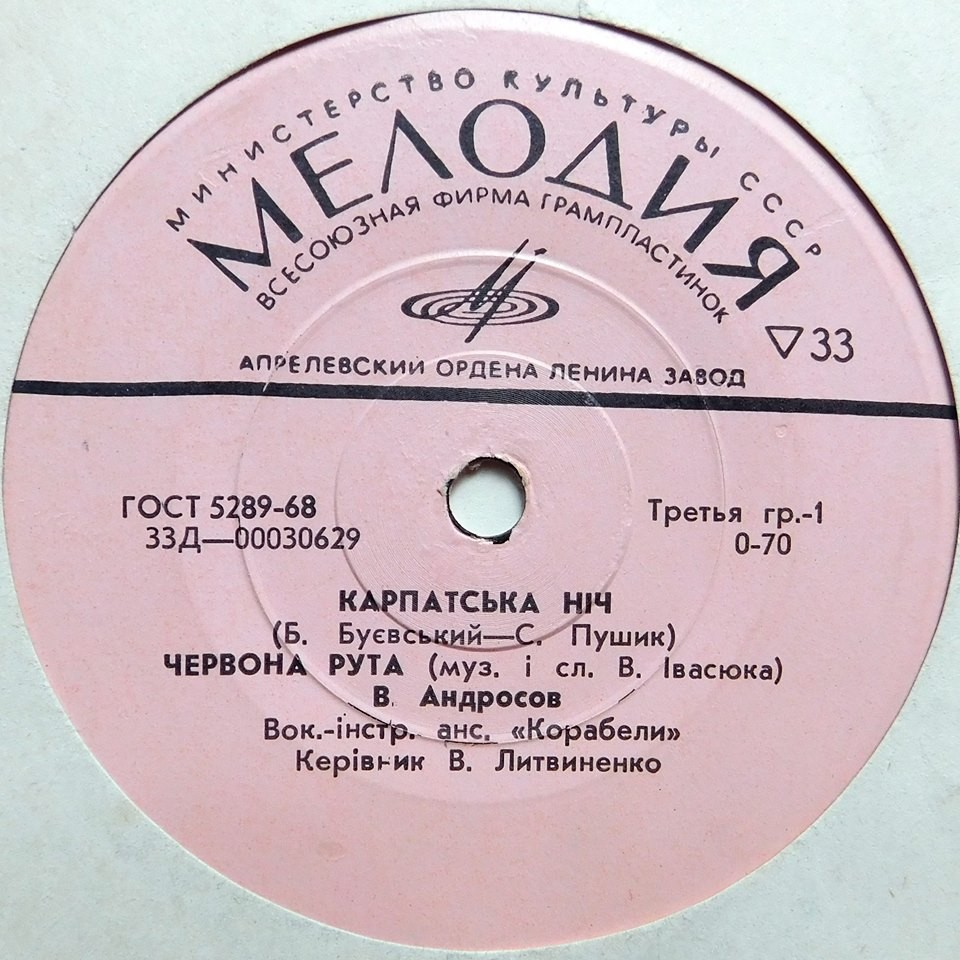 МИНИСТЕРСТВО КУЛЬТУРЫ СССР
МЕЛОДИЯ
ВСЕСОЮЗНАЯ ФИРМА ГРАМПЛАСТИНОК
▽33
АПРЕЛЕВСКИЙ ОРДЕНА ЛЕНИНА ЗАВОД
ГОСТ 5289-68
33Д—00030629
Третья гр.-1
0-70
КАРПАТСЬКА НІЧ
(Б. Буєвський—С. Пушик)
ЧЕРВОНА РУТА (муз. і сл. В. Івасюка)
В. Андросов
Вок.-інстр. анс. «Корабели»
Керівник В. Литвиненко